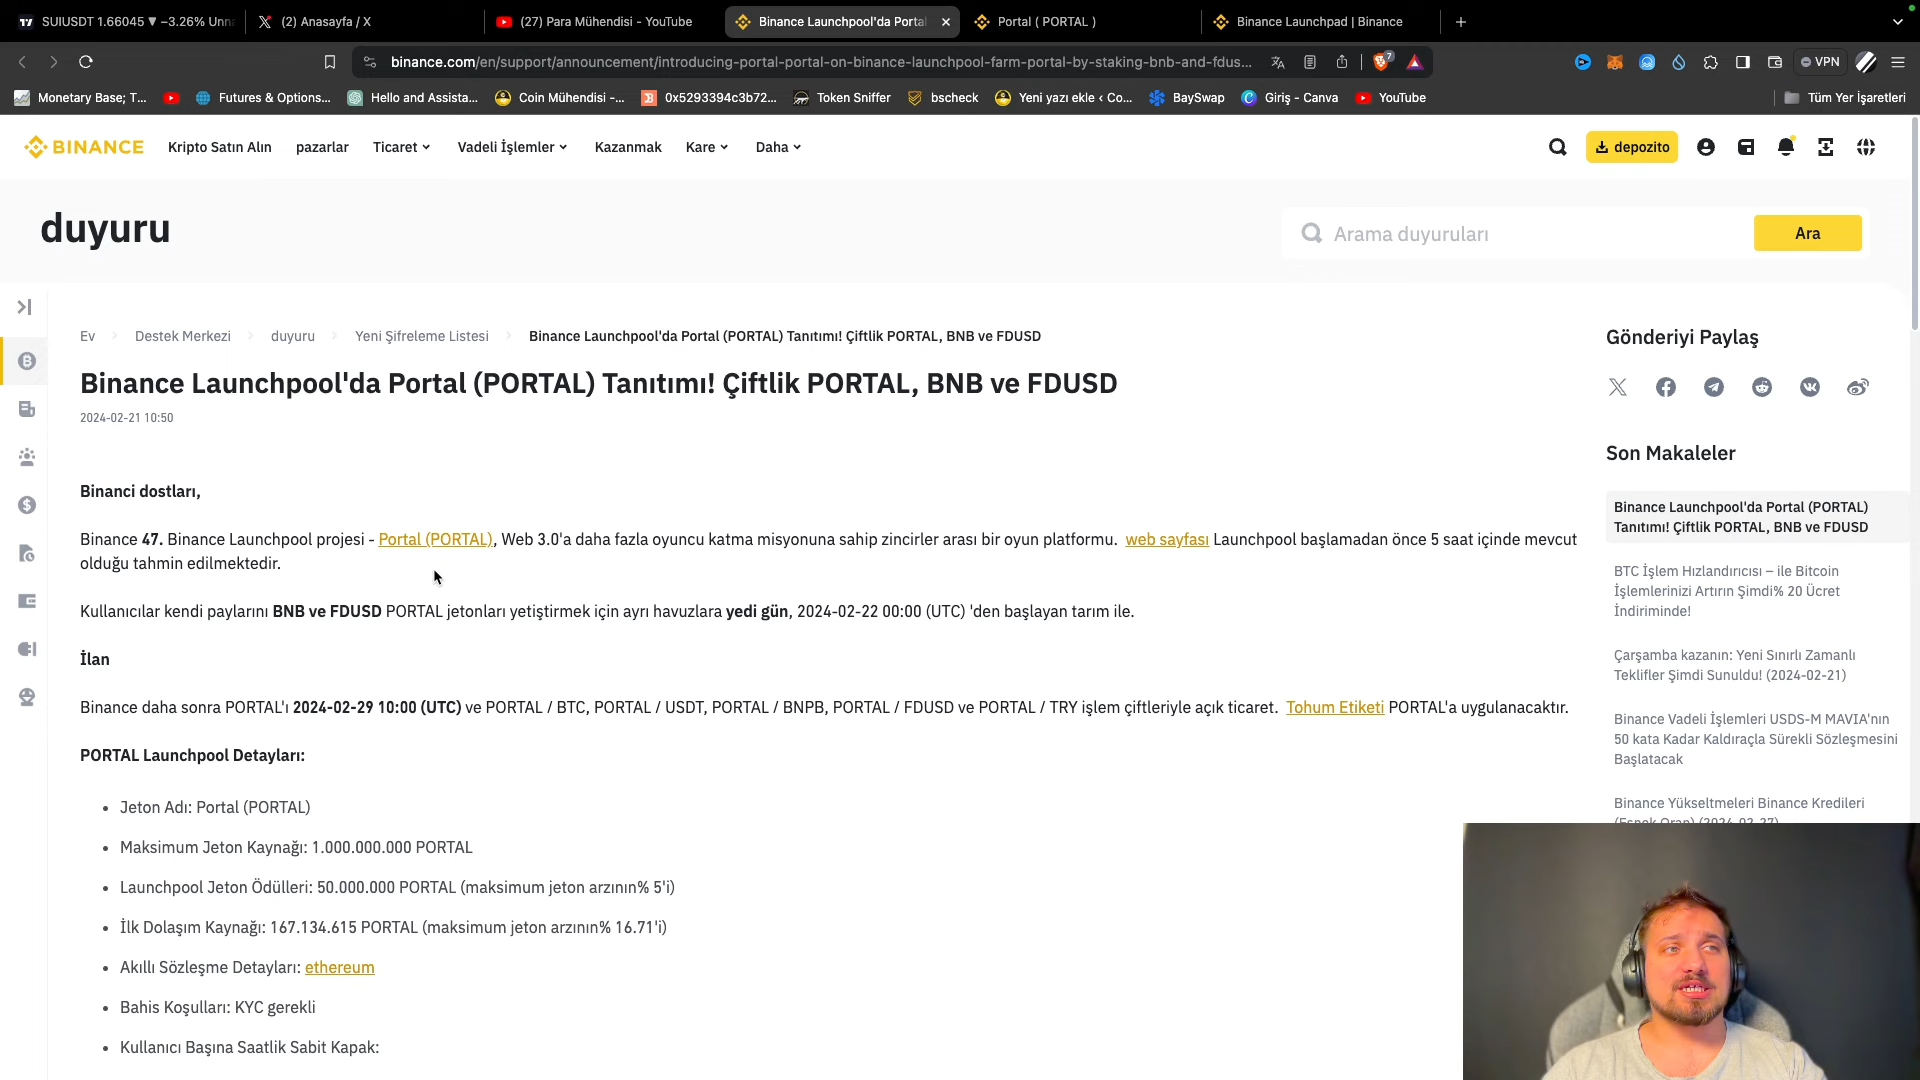 SUIUSDT 1.66045 ▼ −3.26% Unna
(2) Anasayfa / X
(27) Para Mühendisi - YouTube
Binance Launchpool'da Portal
Portal ( PORTAL )
Binance Launchpad | Binance
binance.com/en/support/announcement/introducing-portal-portal-on-binance-launchpool-farm-portal-by-staking-bnb-and-fdus...
7
VPN
Monetary Base; T...
Futures & Options...
Hello and Assista...
Coin Mühendisi -...
0x5293394c3b72...
Token Sniffer
bscheck
Yeni yazı ekle ‹ Co...
BaySwap
Giriş - Canva
YouTube
Tüm Yer İşaretleri
BINANCE
Kripto Satın Alın
pazarlar
Ticaret
Vadeli İşlemler
Kazanmak
Kare
Daha
depozito
duyuru
Arama duyuruları
Ara
Ev
Destek Merkezi
duyuru
Yeni Şifreleme Listesi
Binance Launchpool'da Portal (PORTAL) Tanıtımı! Çiftlik PORTAL, BNB ve FDUSD
Binance Launchpool'da Portal (PORTAL) Tanıtımı! Çiftlik PORTAL, BNB ve FDUSD
2024-02-21 10:50
Binanci dostları,
Binance 47. Binance Launchpool projesi - Portal (PORTAL), Web 3.0'a daha fazla oyuncu katma misyonuna sahip zincirler arası bir oyun platformu. web sayfası Launchpool başlamadan önce 5 saat içinde mevcut
olduğu tahmin edilmektedir.
Kullanıcılar kendi paylarını BNB ve FDUSD PORTAL jetonları yetiştirmek için ayrı havuzlara yedi gün, 2024-02-22 00:00 (UTC) 'den başlayan tarım ile.
İlan
Binance daha sonra PORTAL'ı 2024-02-29 10:00 (UTC) ve PORTAL / BTC, PORTAL / USDT, PORTAL / BNPB, PORTAL / FDUSD ve PORTAL / TRY işlem çiftleriyle açık ticaret. Tohum Etiketi PORTAL'a uygulanacaktır.
PORTAL Launchpool Detayları:
• Jeton Adı: Portal (PORTAL)
• Maksimum Jeton Kaynağı: 1.000.000.000 PORTAL
• Launchpool Jeton Ödülleri: 50.000.000 PORTAL (maksimum jeton arzının% 5'i)
• İlk Dolaşım Kaynağı: 167.134.615 PORTAL (maksimum jeton arzının% 16.71'i)
• Akıllı Sözleşme Detayları: ethereum
• Bahis Koşulları: KYC gerekli
• Kullanıcı Başına Saatlik Sabit Kapak:
Gönderiyi Paylaş
Son Makaleler
Binance Launchpool'da Portal (PORTAL)
Tanıtımı! Çiftlik PORTAL, BNB ve FDUSD
BTC İşlem Hızlandırıcısı – ile Bitcoin
İşlemlerinizi Artırın Şimdi% 20 Ücret
İndiriminde!
Çarşamba kazanın: Yeni Sınırlı Zamanlı
Teklifler Şimdi Sunuldu! (2024-02-21)
Binance Vadeli İşlemleri USDS-M MAVIA'nın
50 kata Kadar Kaldıraçla Sürekli Sözleşmesini
Başlatacak
Binance Yükseltmeleri Binance Kredileri
(Esnek Oran) (2024-02-27)